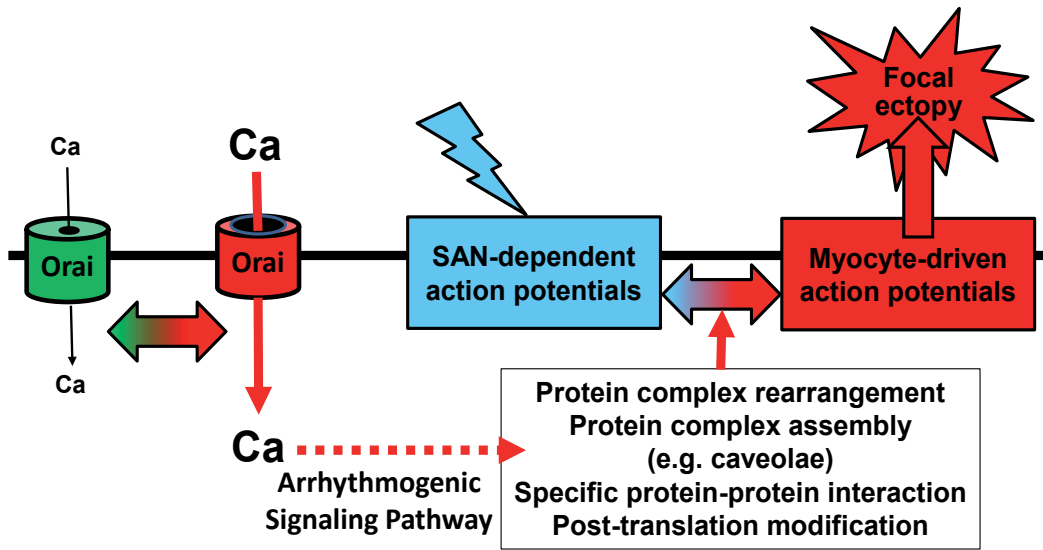 Ca
Orai
Ca
Ca
Orai
Ca
Arrhythmogenic
Signaling Pathway
SAN-dependent
action potentials
Focal
ectopy
Myocyte-driven
action potentials
Protein complex rearrangement
Protein complex assembly
(e.g. caveolae)
Specific protein-protein interaction
Post-translation modification